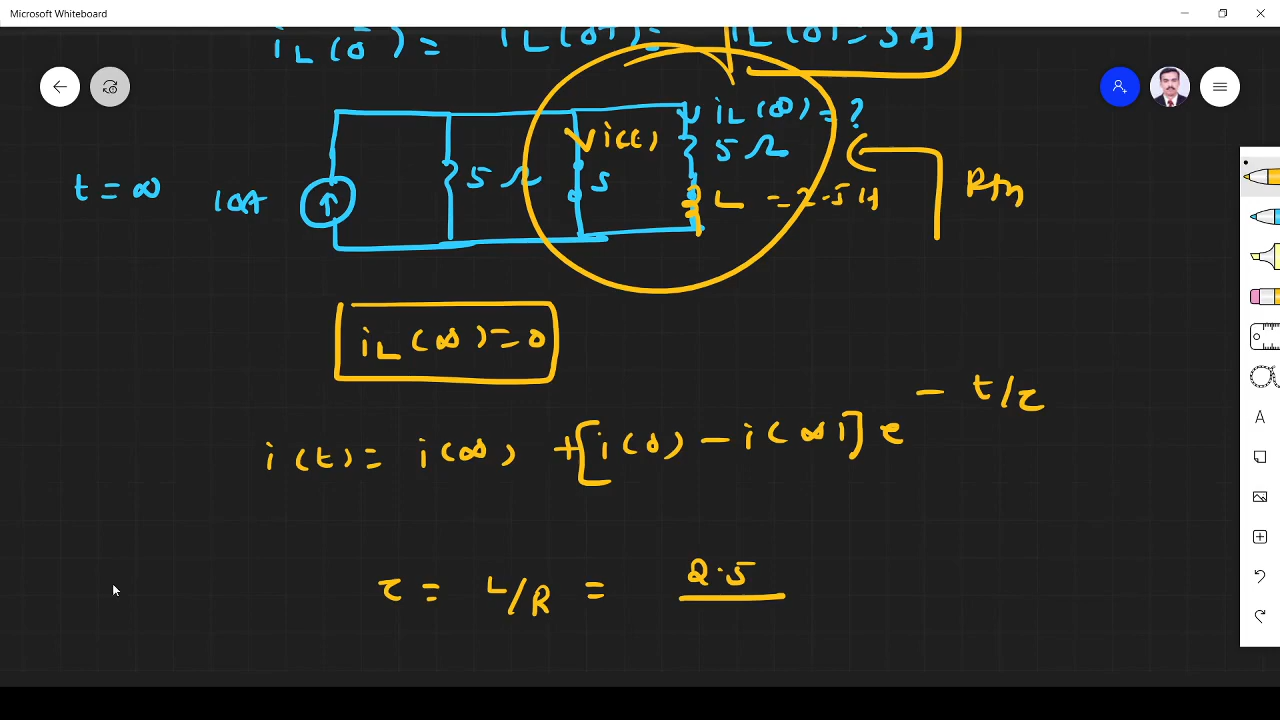 Microsoft Whiteboard
iL(0⁻) = iL(0⁺) = iL(0) = 5A
iL(∞) = ?
i(t)
5Ω
t = ∞
10A
5Ω
S
L = 2.5H
Rth
iL(∞) = 0
i(t) = i(∞) + [i(0) - i(∞)] e^{-t/τ}
τ = L/R = 2.5
A